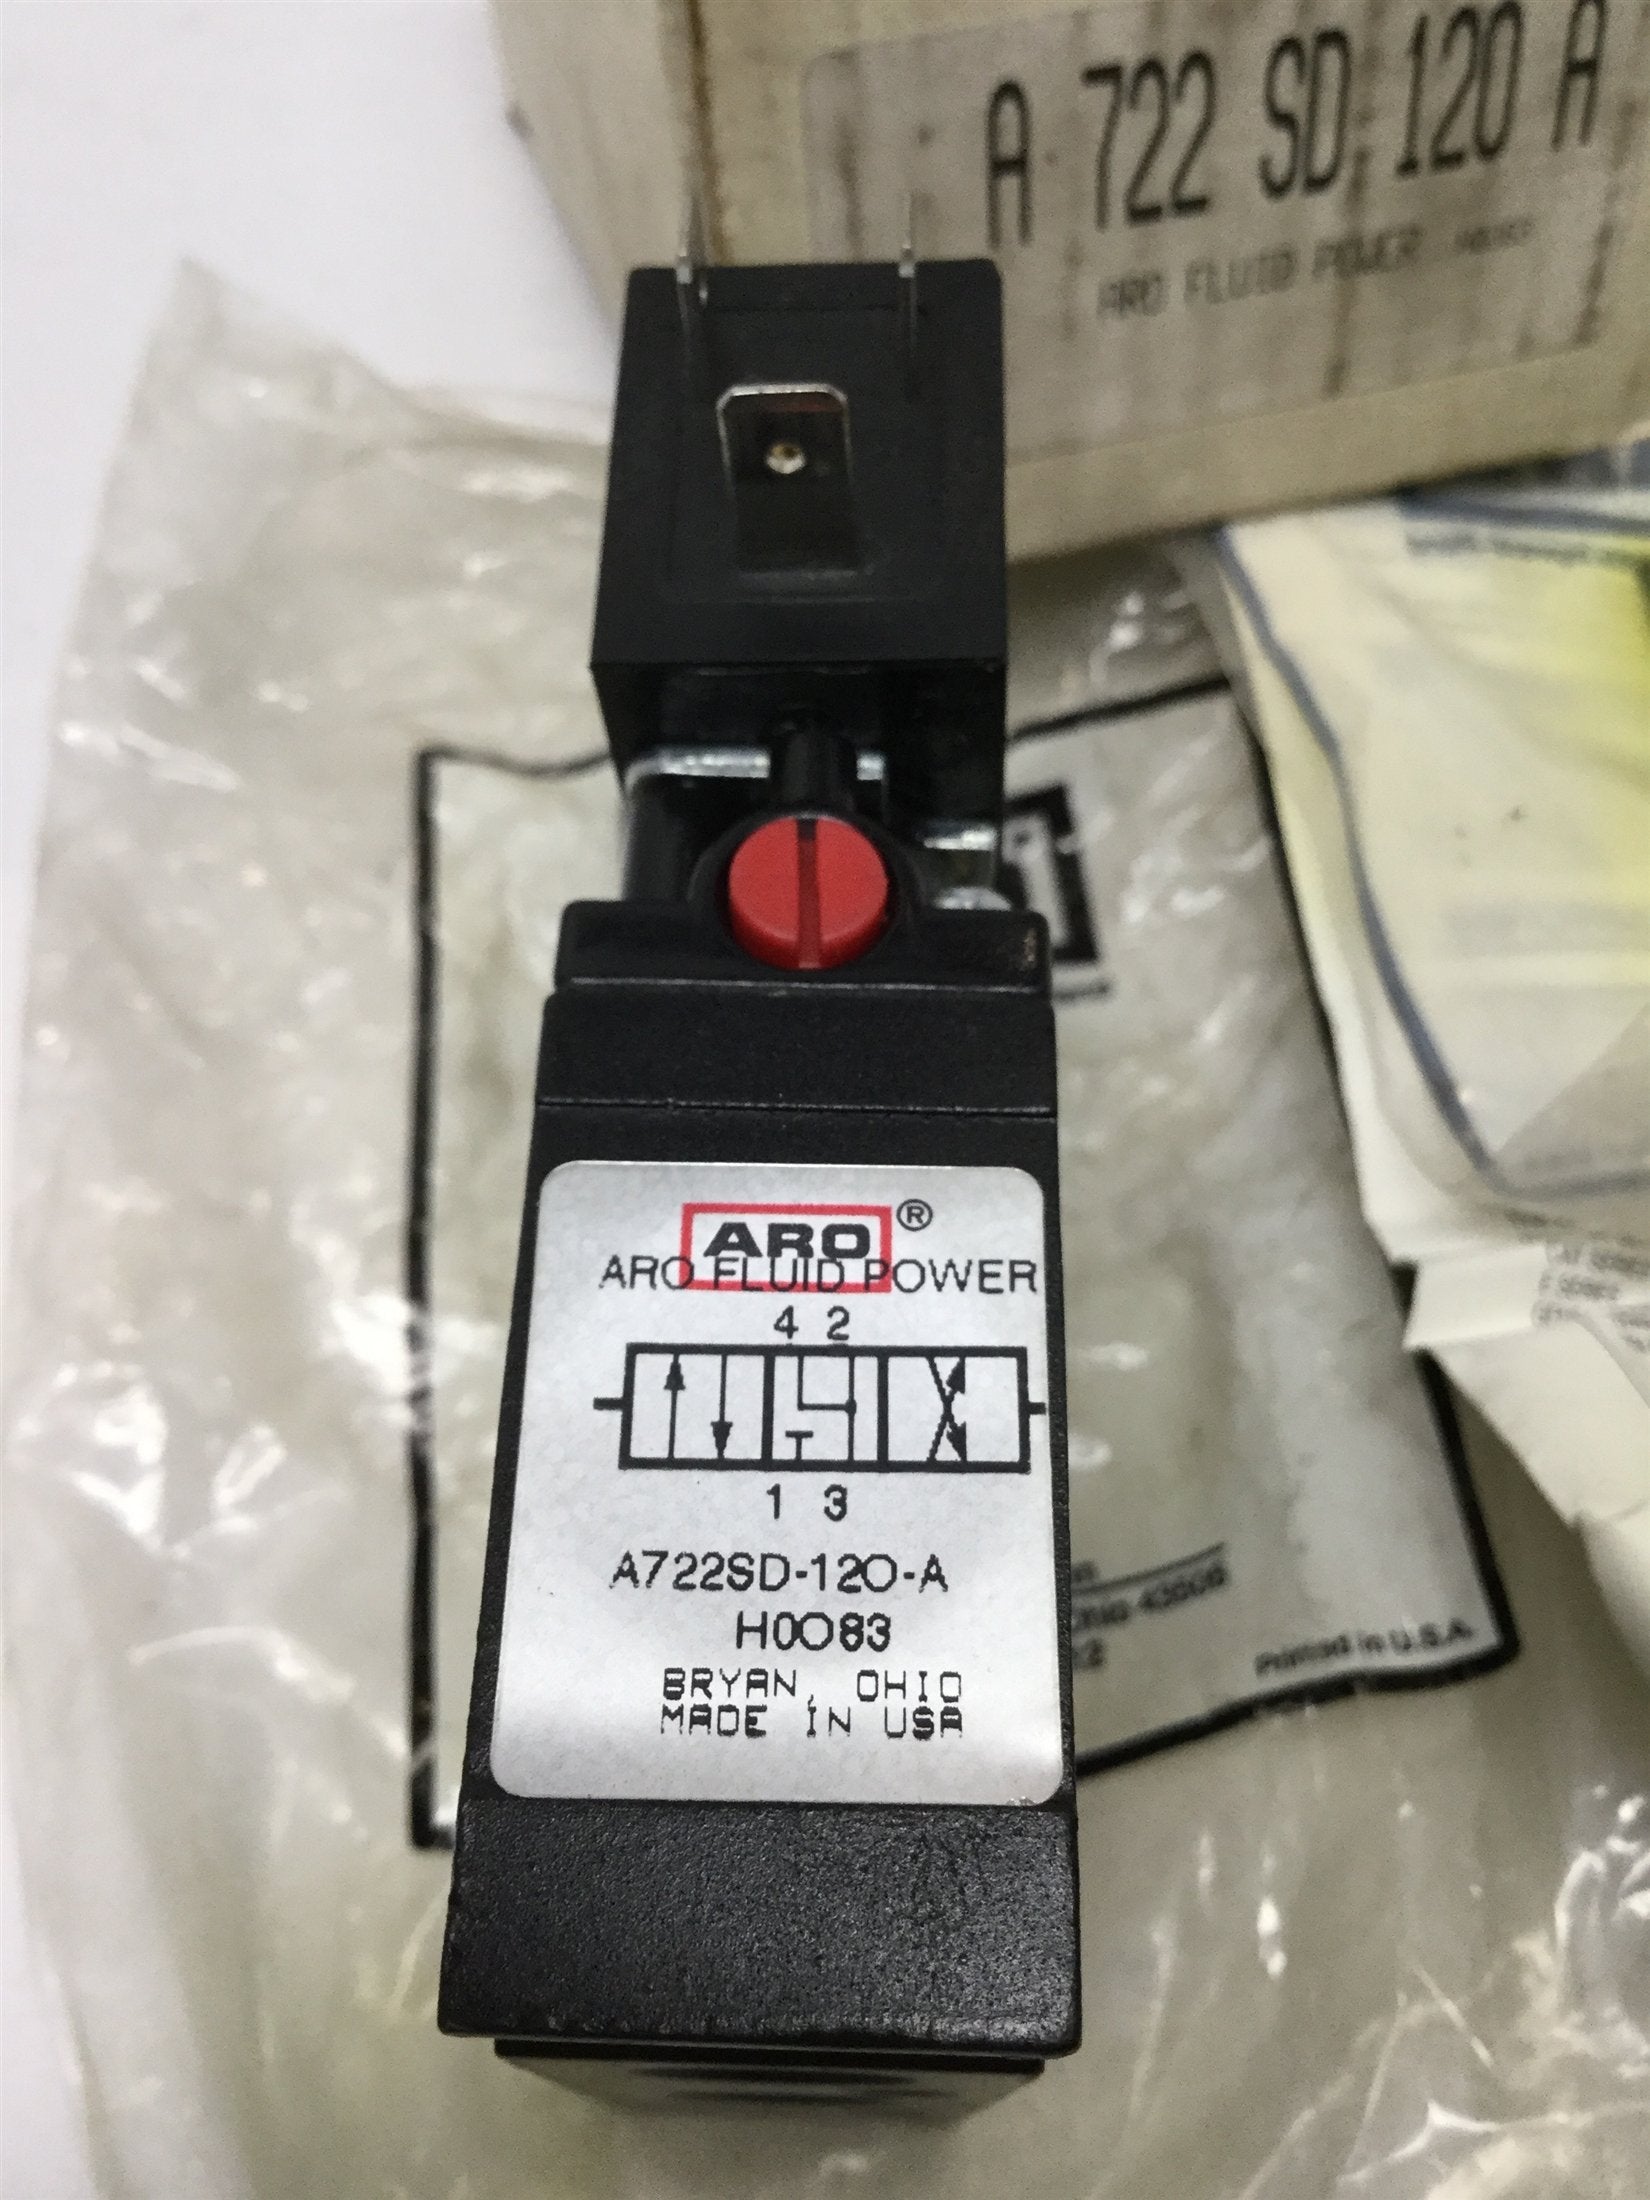 A 722 SD 120 A
ARO FLUID POWER
ARO®
ARO FLUID POWER
4 2
1 3
A722SD-120-A
H0083
BRYAN, OHIO
MADE IN USA
Printed in U.S.A.